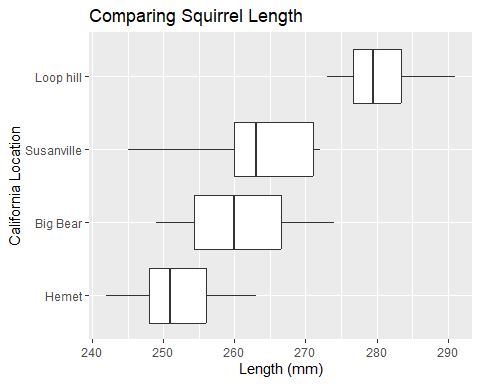 Comparing Squirrel Length
California Location
Loop hill
Susanville
Big Bear
Hemet
240 250 260 270 280 290
Length (mm)